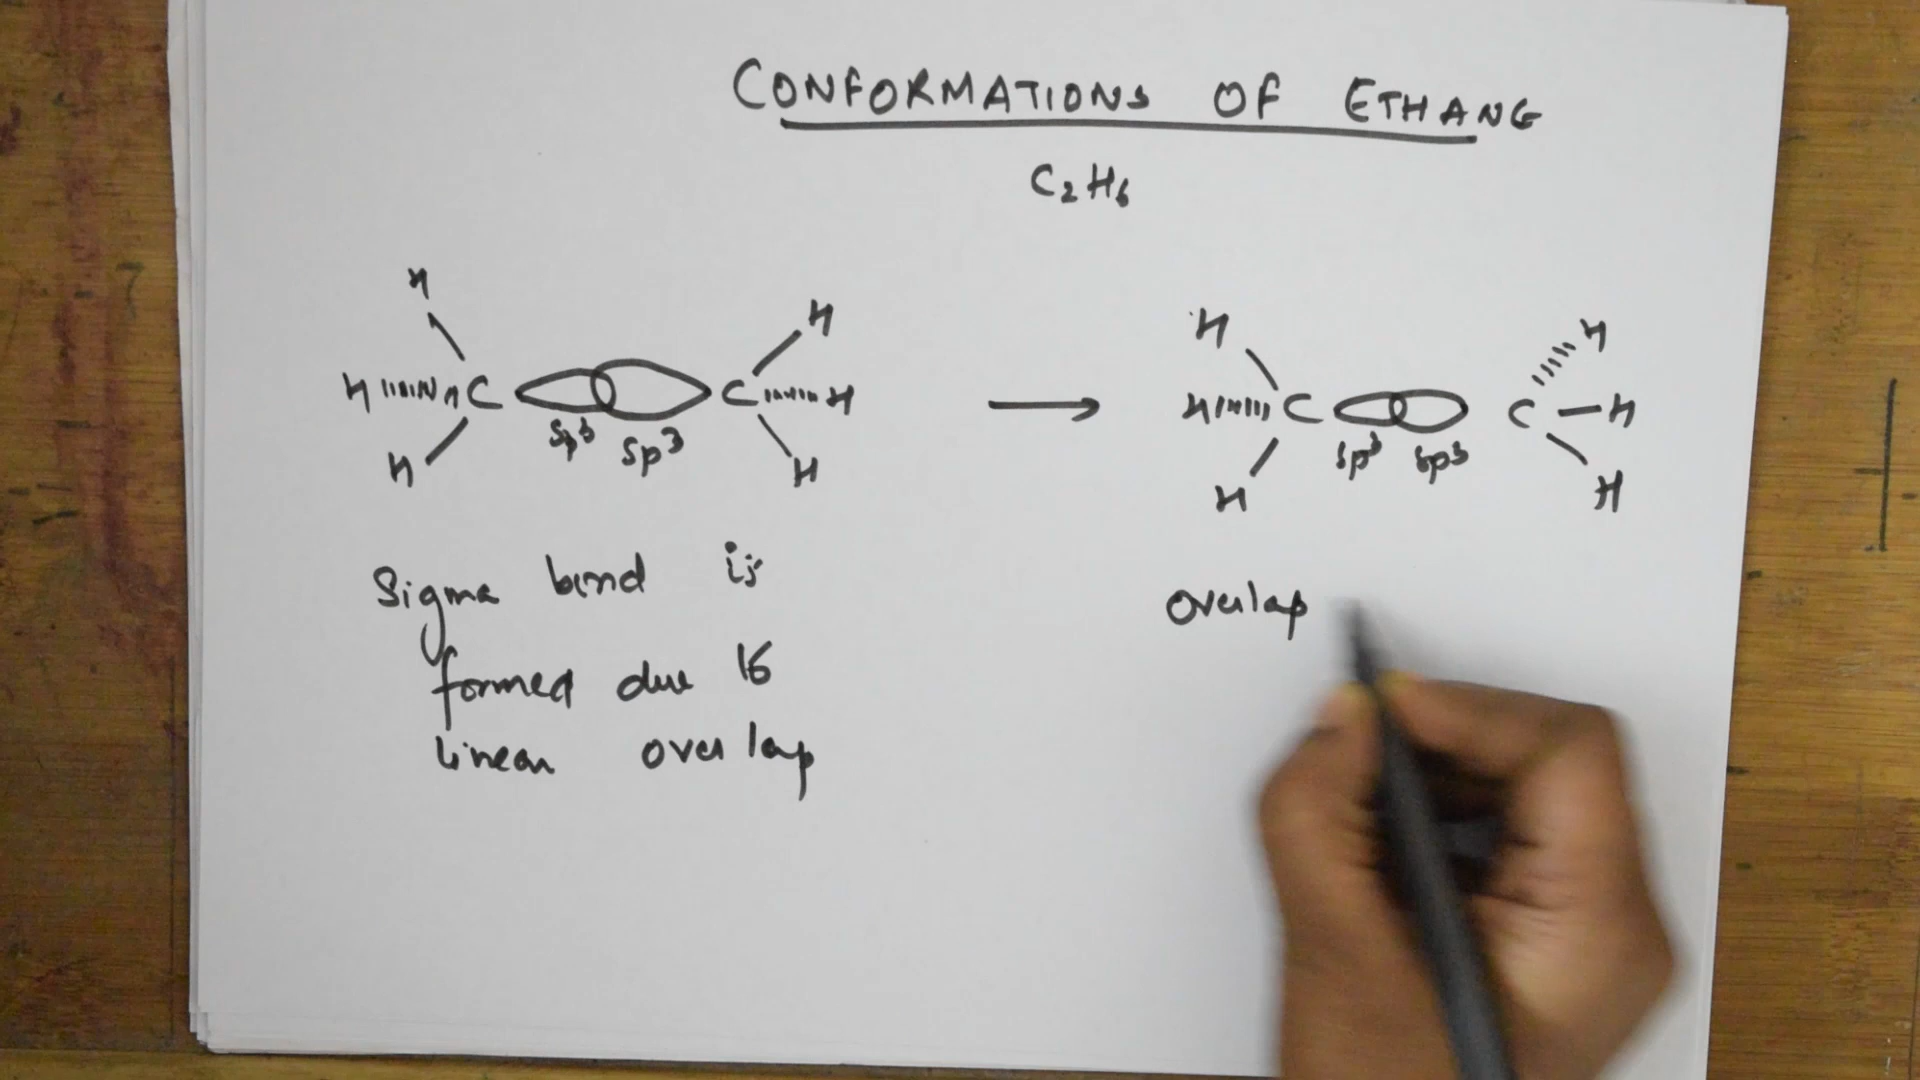 CONFORMATIONS OF ETHANE
C₂H₆
H H H H
H C C H C C H
sp³ sp³ sp³ sp³
H H H H
Sigma bond is overlap
formed due to
linear overlap